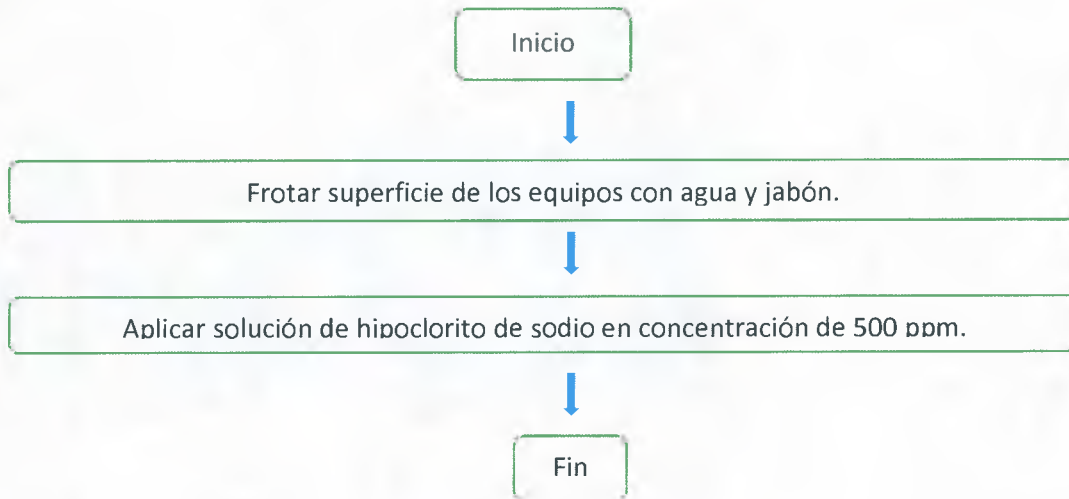 Inicio
Frotar superficie de los equipos con agua y jabón.
Aplicar solución de hipoclorito de sodio en concentración de 500 ppm.
Fin